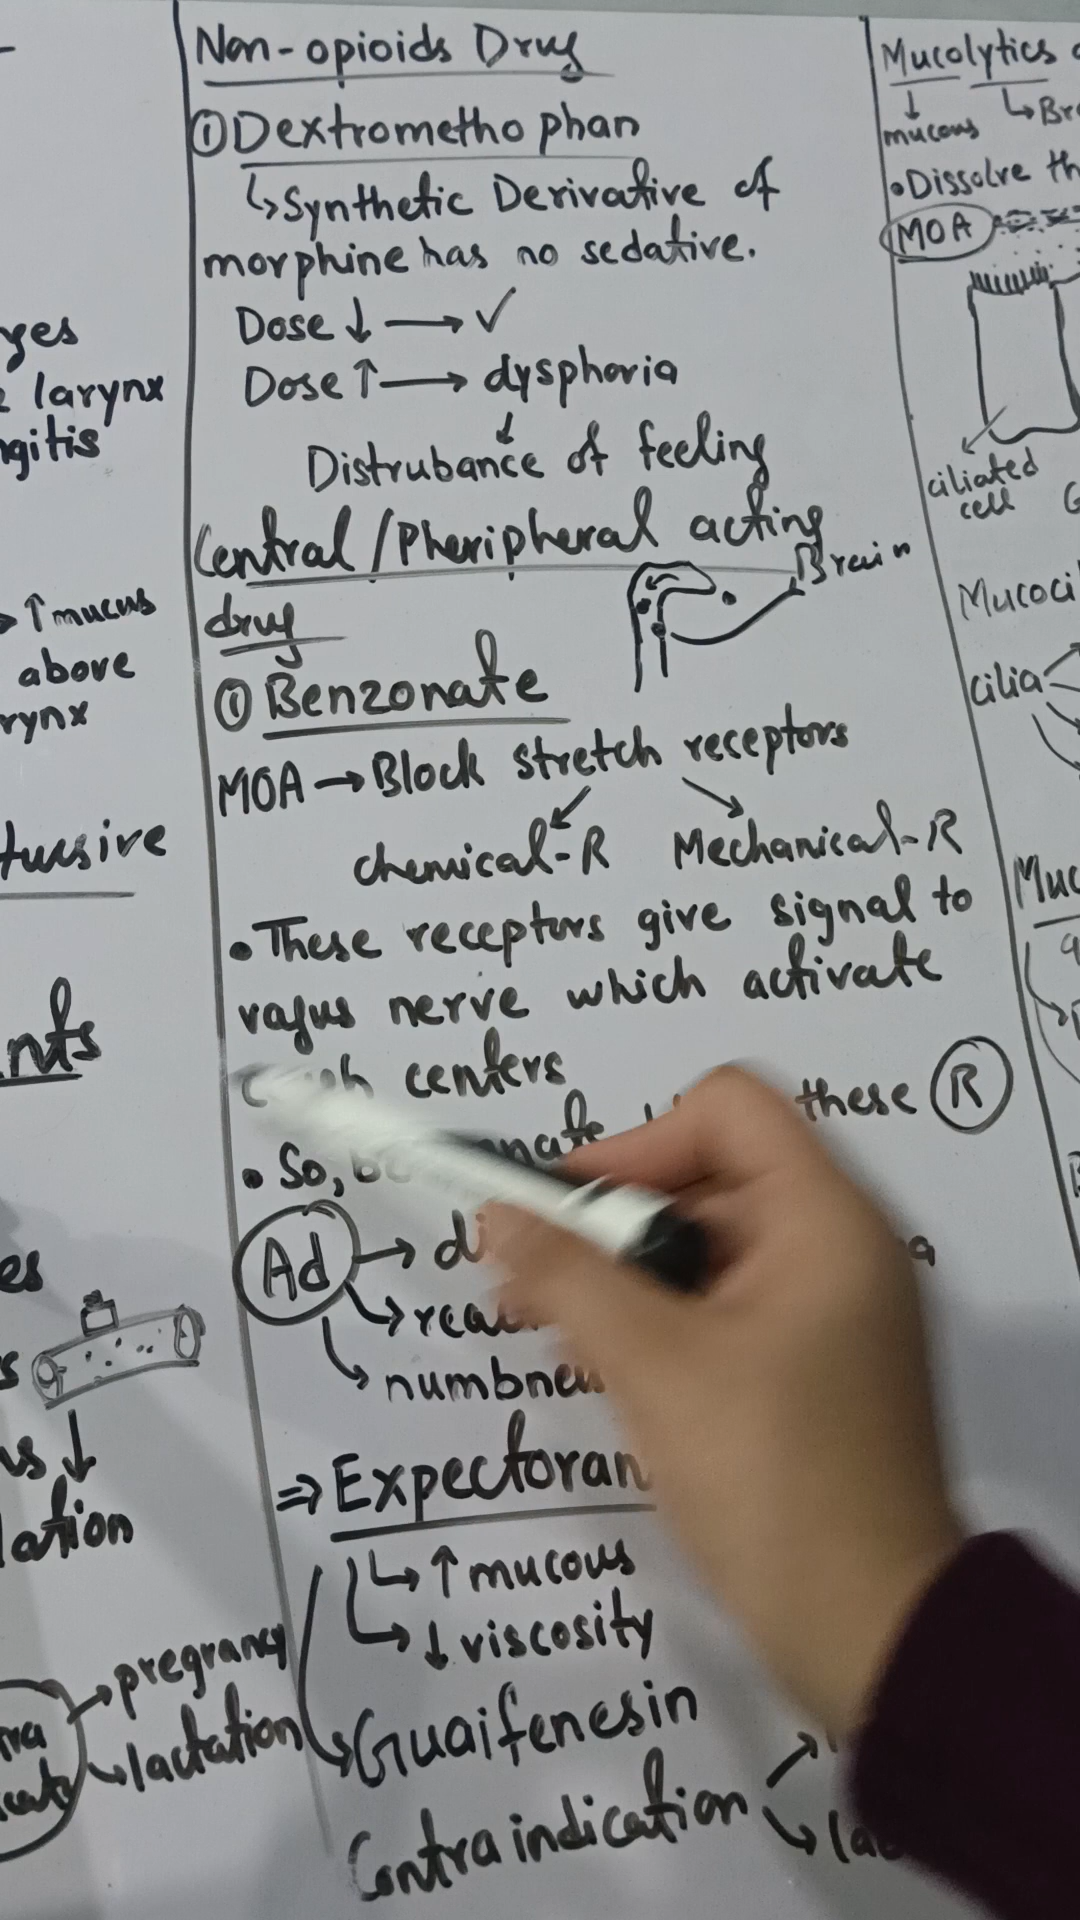 yes
larynx
gitis
↑ mucus
above
rynx
tussive
nts
es
↓
lation
pregnancy
lactation
Non-opioids Drug
① Dextrometho phan
↳ Synthetic Derivative of
morphine has no sedative.
Dose ↓ → ✓
Dose ↑ → dysphoria
↓
Distrubance of feeling
Central / Pheripheral acting
drug
Brain
① Benzonate
MOA → Block stretch receptors
chemical-R Mechanical-R
• These receptors give signal to
vagus nerve which activate
centers
• So, these R
Ad →
↳ numbness
⇒ Expectoran
↳ ↑ mucous
↳ ↓ viscosity
↳ Guaifenesin
Contraindication
Mucolytics
↓
mucous
• Dissolve th
MOA
ciliated
cell
Mucoci
cilia
Muc